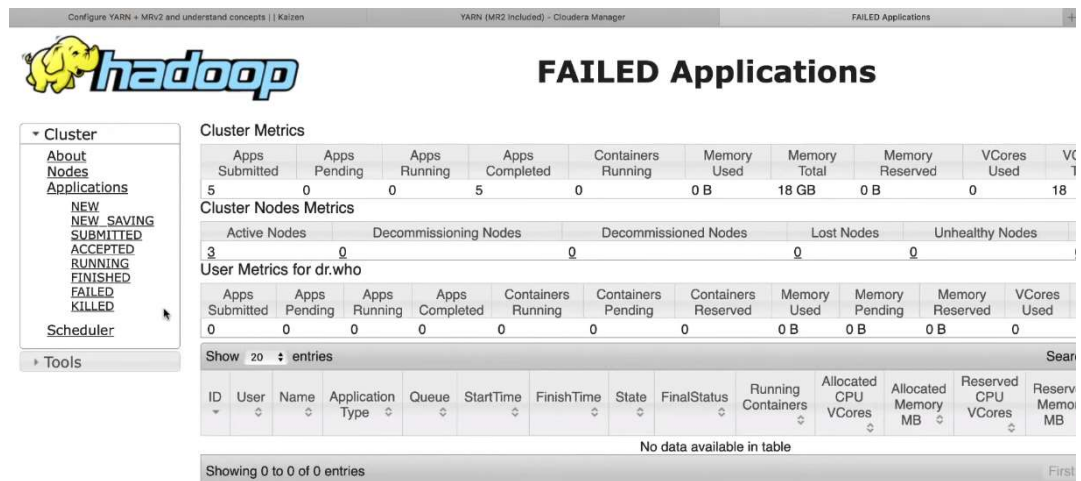 Configure YARN + MRv2 and understand concepts | | Kaizen
YARN (MR2 Included) - Cloudera Manager
FAILED Applications
hadoop
FAILED Applications
Cluster
About
Nodes
Applications
NEW
NEW_SAVING
SUBMITTED
ACCEPTED
RUNNING
FINISHED
FAILED
KILLED
Scheduler
Tools
Cluster Metrics
Apps Submitted Apps Pending Apps Running Apps Completed Containers Running Memory Used Memory Total Memory Reserved VCores Used
5 0 0 5 0 0 B 18 GB 0 B 0 18
Cluster Nodes Metrics
Active Nodes Decommissioning Nodes Decommissioned Nodes Lost Nodes Unhealthy Nodes
3 0 0 0 0
User Metrics for dr.who
Apps Submitted Apps Pending Apps Running Apps Completed Containers Running Containers Pending Containers Reserved Memory Used Memory Pending Memory Reserved VCores Used
0 0 0 0 0 0 0 0 B 0 B 0 B 0
Show 20 entries
ID User Name Application Type Queue StartTime FinishTime State FinalStatus Running Containers Allocated CPU VCores Allocated Memory MB Reserved CPU VCores MB
No data available in table
Showing 0 to 0 of 0 entries
First